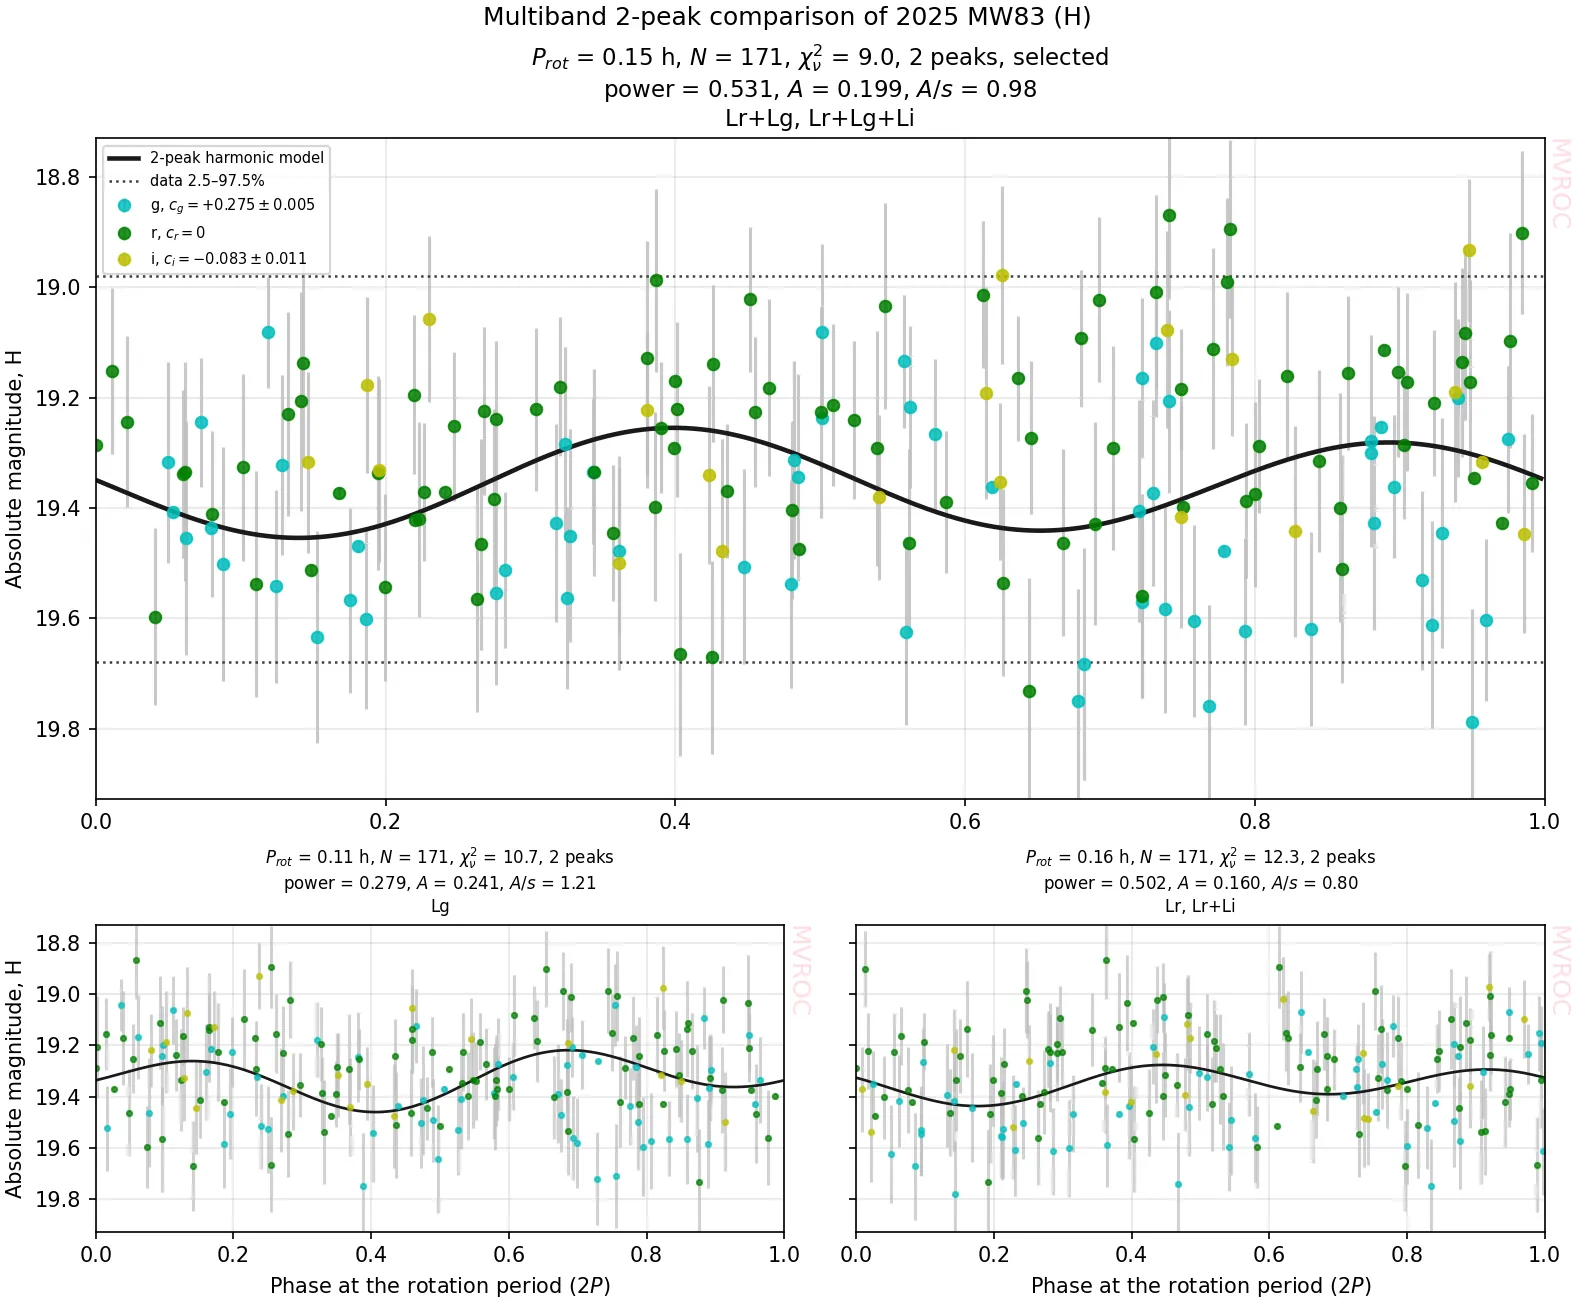 Multiband 2-peak comparison of 2025 MW83 (H)
P_rot = 0.15 h, N = 171, χ²_ν = 9.0, 2 peaks, selected
power = 0.531, A = 0.199, A/s = 0.98
Lr+Lg, Lr+Lg+Li
2-peak harmonic model
data 2.5–97.5%
g, c_g = +0.275 ± 0.005
r, c_r = 0
i, c_i = −0.083 ± 0.011
MVROC
Absolute magnitude, H
18.8
19.0
19.2
19.4
19.6
19.8
0.0 0.2 0.4 0.6 0.8 1.0
P_rot = 0.11 h, N = 171, χ²_ν = 10.7, 2 peaks
power = 0.279, A = 0.241, A/s = 1.21
Lg
MVROC
Absolute magnitude, H
18.8
19.0
19.2
19.4
19.6
19.8
0.0 0.2 0.4 0.6 0.8 1.0
Phase at the rotation period (2P)
P_rot = 0.16 h, N = 171, χ²_ν = 12.3, 2 peaks
power = 0.502, A = 0.160, A/s = 0.80
Lr, Lr+Li
MVROC
0.0 0.2 0.4 0.6 0.8 1.0
Phase at the rotation period (2P)